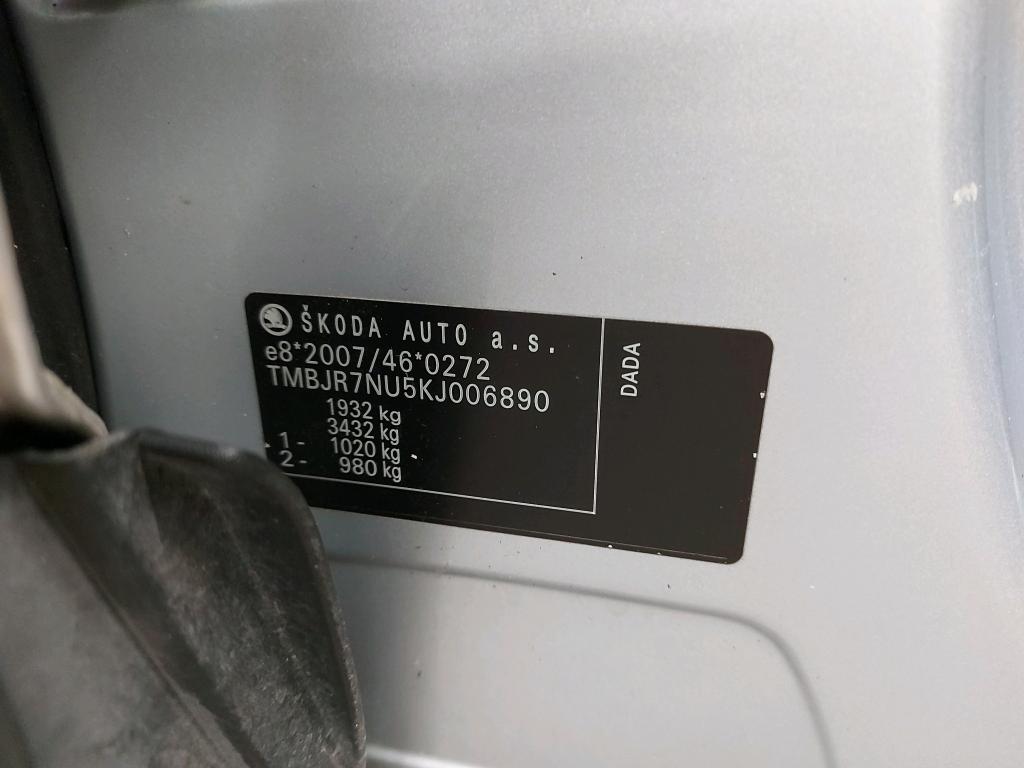 ŠKODA AUTO a.s.
e8*2007/46*0272
TMBJR7NU5KJ006890
1932 kg
3432 kg
1 - 1020 kg
2 - 980 kg
DADA